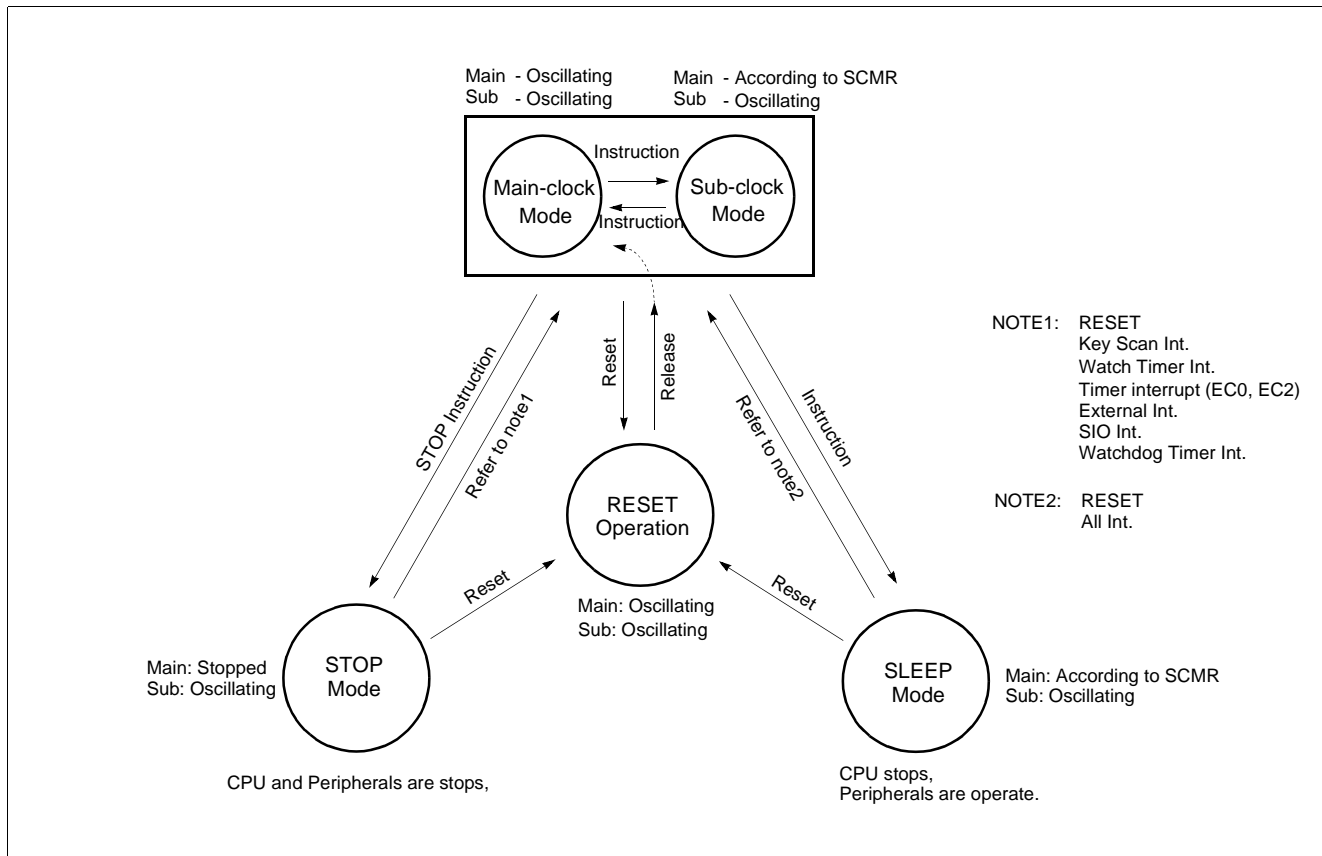 Main - Oscillating
Sub - Oscillating
Main - According to SCMR
Sub - Oscillating
Instruction
Main-clock
Mode
Sub-clock
Mode
Instruction
STOP Instruction
Refer to note1
Reset
Release
Refer to note2
Instruction
NOTE1: RESET
Key Scan Int.
Watch Timer Int.
Timer interrupt (EC0, EC2)
External Int.
SIO Int.
Watchdog Timer Int.
NOTE2: RESET
All Int.
RESET
Operation
Reset
Reset
Main: Oscillating
Sub: Oscillating
Main: Stopped
Sub: Oscillating
STOP
Mode
SLEEP
Mode
Main: According to SCMR
Sub: Oscillating
CPU and Peripherals are stops,
CPU stops,
Peripherals are operate.